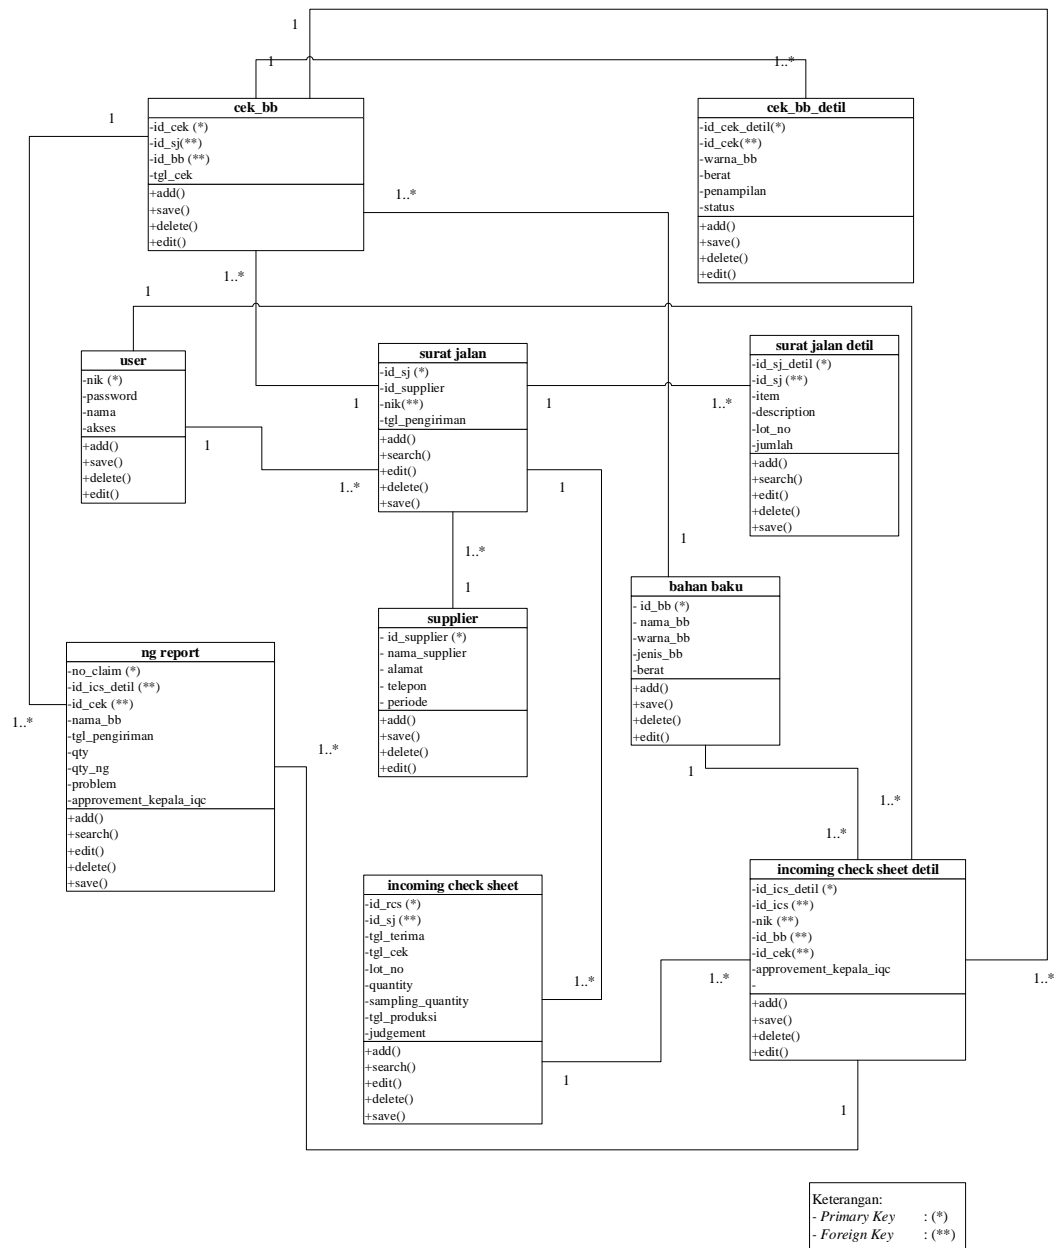 1
1
1..*
cek_bb
-id_cek (*)
-id_sj(**)
-id_bb (**)
-tgl_cek
+add()
+save()
+delete()
+edit()
cek_bb_detil
-id_cek_detil(*)
-id_cek(**)
-warna_bb
-berat
-penampilan
-status
+add()
+save()
+delete()
+edit()
1
1..*
1..*
1
user
-nik (*)
-password
-nama
-akses
+add()
+save()
+delete()
+edit()
1
1..*
surat jalan
-id_sj (*)
-id_supplier
-nik(**)
-tgl_pengiriman
+add()
+search()
+edit()
+delete()
+save()
1
1
1..*
1
surat jalan detil
-id_sj_detil (*)
-id_sj (**)
-item
-description
-lot_no
-jumlah
+add()
+search()
+edit()
+delete()
+save()
1..*
1
1
supplier
- id_supplier (*)
- nama_supplier
- alamat
- telepon
- periode
+add()
+save()
+delete()
+edit()
bahan baku
- id_bb (*)
- nama_bb
-warna_bb
-jenis_bb
-berat
+add()
+save()
+delete()
+edit()
ng report
-no_claim (*)
-id_ics_detil (**)
-id_cek (**)
-nama_bb
-tgl_pengiriman
-qty
-qty_ng
-problem
-approvement_kepala_iqc
+add()
+search()
+edit()
+delete()
+save()
1..*
1..*
1
1..*
1..*
incoming check sheet
-id_rcs (*)
-id_sj (**)
-tgl_terima
-tgl_cek
-lot_no
-quantity
-sampling_quantity
-tgl_produksi
-judgement
+add()
+search()
+edit()
+delete()
+save()
1..*
1
1..*
incoming check sheet detil
-id_ics_detil (*)
-id_ics (**)
-nik (**)
-id_bb (**)
-id_cek(**)
-approvement_kepala_iqc
-
+add()
+save()
+delete()
+edit()
1..*
1
Keterangan:
- Primary Key : (*)
- Foreign Key : (**)